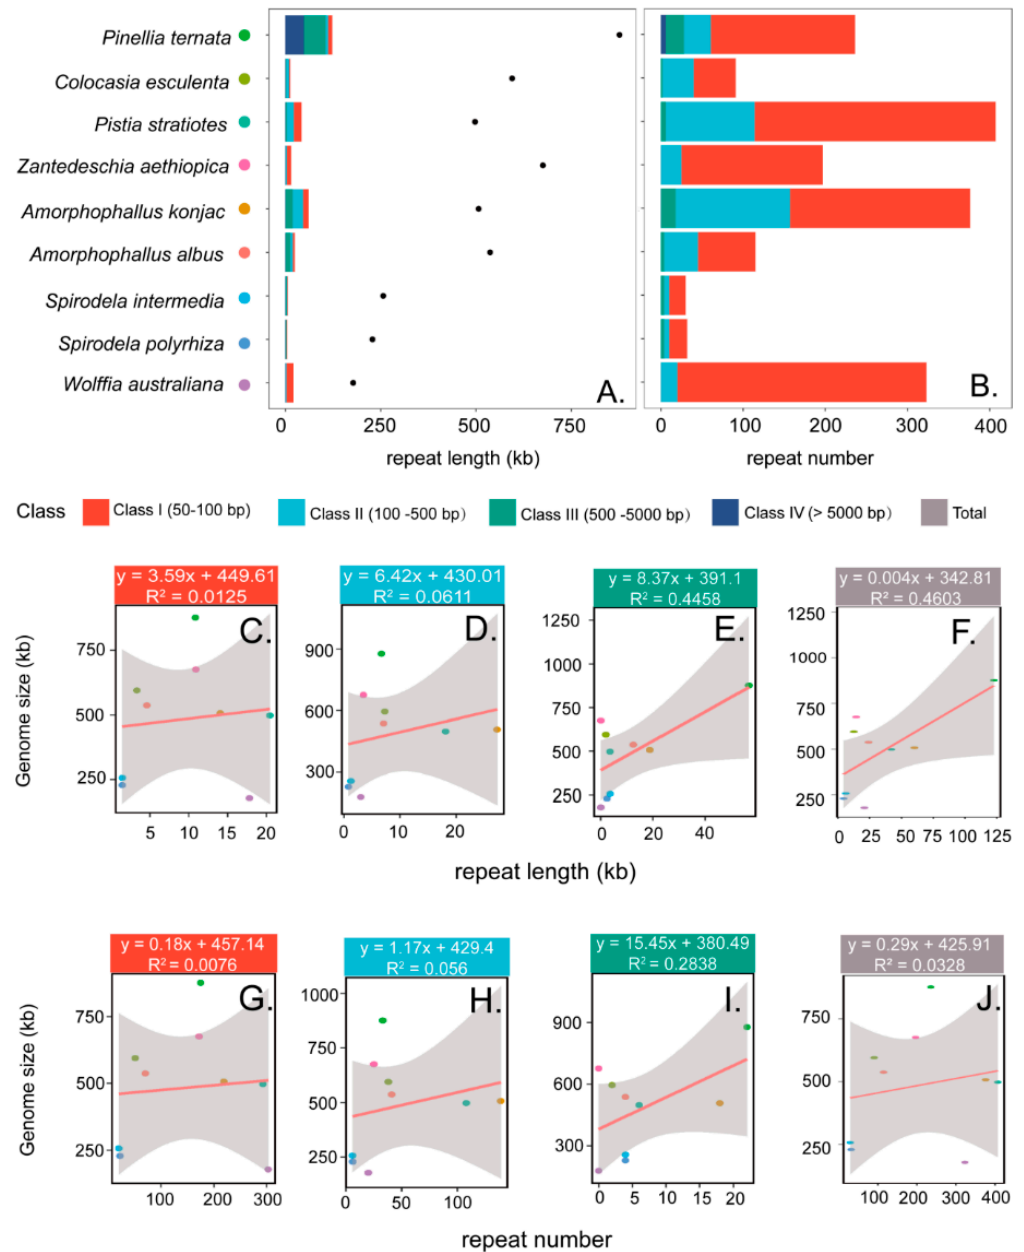 Pinellia ternata
Colocasia esculenta
Pistia stratiotes
Zantedeschia aethiopica
Amorphophallus konjac
Amorphophallus albus
Spirodela intermedia
Spirodela polyrhiza
Wolffia australiana
A.
B.
0 250 500 750
0 100 200 300 400
repeat length (kb)
repeat number
Class Class I (50-100 bp) Class II (100 -500 bp) Class III (500 -5000 bp) Class IV (> 5000 bp) Total
y = 3.59x + 449.61
R² = 0.0125
C.
750
500
250
5 10 15 20
y = 6.42x + 430.01
R² = 0.0611
D.
900
600
300
0 10 20
y = 8.37x + 391.1
R² = 0.4458
E.
1250
1000
750
500
250
0 20 40
y = 0.004x + 342.81
R² = 0.4603
F.
1250
1000
750
500
250
0 25 50 75 100 125
Genome size (kb)
repeat length (kb)
y = 0.18x + 457.14
R² = 0.0076
G.
750
500
250
100 200 300
y = 1.17x + 429.4
R² = 0.056
H.
1000
750
500
250
0 50 100
y = 15.45x + 380.49
R² = 0.2838
I.
900
600
300
0 5 10 15 20
y = 0.29x + 425.91
R² = 0.0328
J.
750
500
250
100 200 300 400
Genome size (kb)
repeat number